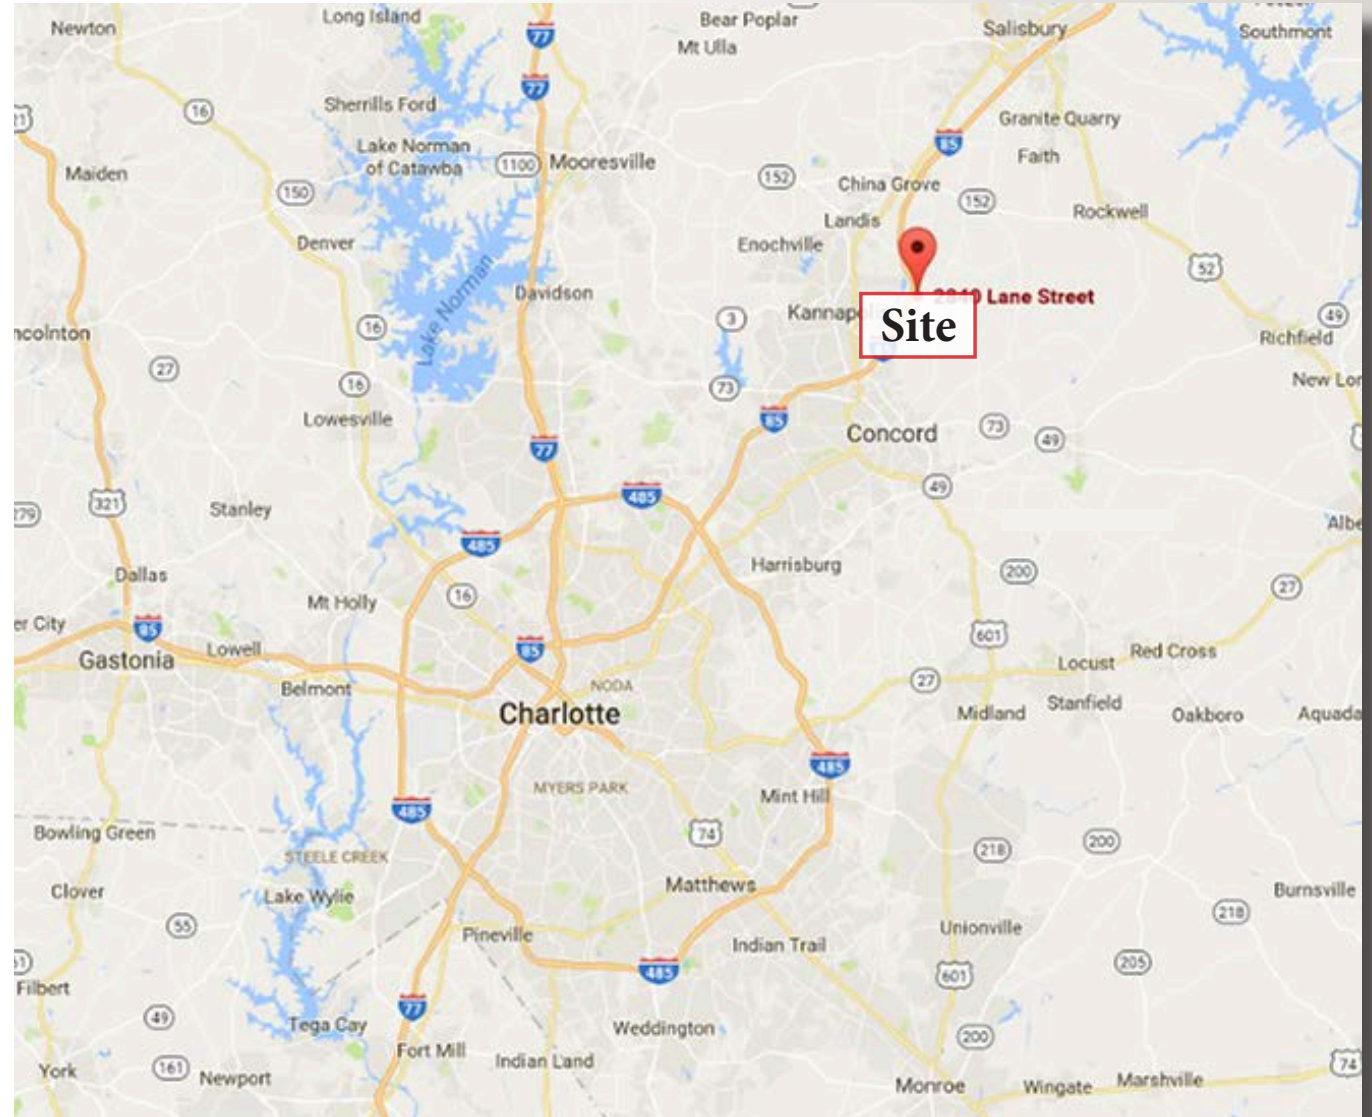 Long Island
Bear Poplar
Newton
77
Salisbury
Southmont
Mt Ulla
77
Sherrills Ford
16
Granite Quarry
85
Lake Norman
of Catawba
1100
Mooresville
Faith
Maiden
152
China Grove
150
152
Landis
Rockwell
Denver
Enochville
52
Lake Norman
Davidson
Lane Street
Site
3
49
16
Richfield
27
16
73
New Lon
Lowesville
85
Concord
73
49
77
321
485
49
279
Stanley
Albe
485
Harrisburg
200
Dallas
27
Mt Holly
16
er City
85
601
85
Lowell
Red Cross
Gastonia
Locust
Belmont
NODA
27
Charlotte
Midland
Stanfield
Oakboro
Aquada
485
MYERS PARK
Mint Hill
485
Bowling Green
74
218
200
STEELE CREEK
Clover
Lake Wylie
Matthews
Burnsville
218
55
Pineville
Unionville
Indian Trail
205
485
601
Filbert
77
49
Tega Cay
Weddington
200
Fort Mill
Indian Land
74
York
161
Newport
Monroe
Wingate
Marshville